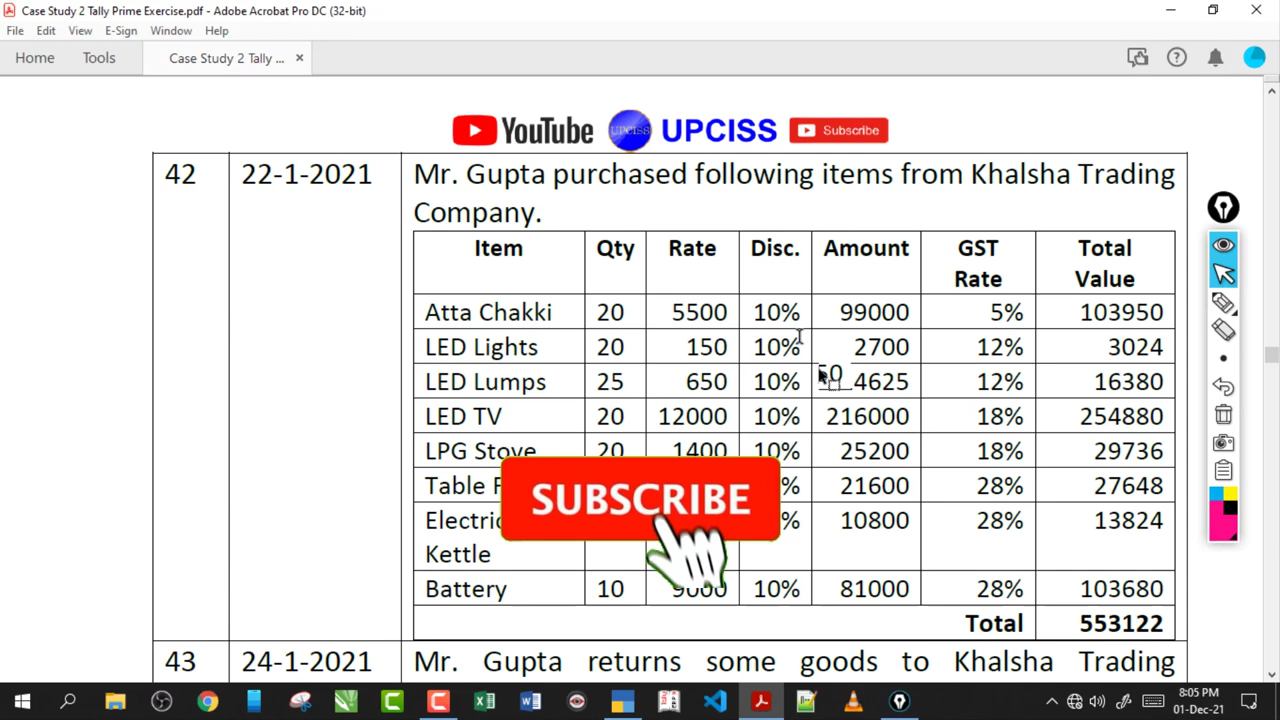 Case Study 2 Tally Prime Exercise.pdf - Adobe Acrobat Pro DC (32-bit)
File Edit View E-Sign Window Help
Home Tools Case Study 2 Tally ... ×
YouTube UPCISS UPCISS Subscribe
42 22-1-2021 Mr. Gupta purchased following items from Khalsha Trading
Company.
Item Qty Rate Disc. Amount GST Rate Total Value
Atta Chakki 20 5500 10% 99000 5% 103950
LED Lights 20 150 10% 2700 12% 3024
LED Lumps 25 650 10% 4625 12% 16380
LED TV 20 12000 10% 216000 18% 254880
LPG Stove 20 1400 10% 25200 18% 29736
Table 21600 28% 27648
10800 28% 13824
Kettle
Battery 10 9000 10% 81000 28% 103680
Total 553122
SUBSCRIBE
43 24-1-2021 Mr. Gupta returns some goods to Khalsha Trading
8:05 PM
01-Dec-21